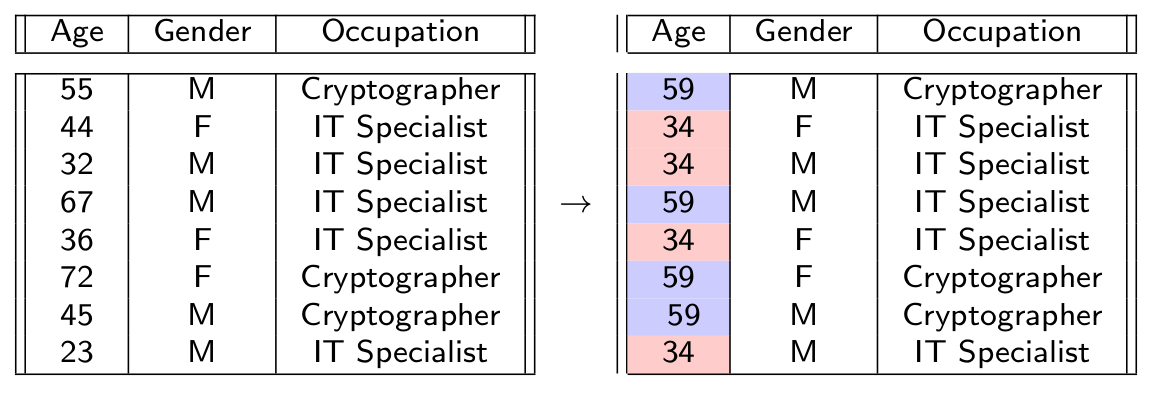 Age Gender Occupation Age Gender Occupation
55 M Cryptographer 59 M Cryptographer
44 F IT Specialist 34 F IT Specialist
32 M IT Specialist 34 M IT Specialist
67 M IT Specialist → 59 M IT Specialist
36 F IT Specialist 34 F IT Specialist
72 F Cryptographer 59 F Cryptographer
45 M Cryptographer 59 M Cryptographer
23 M IT Specialist 34 M IT Specialist